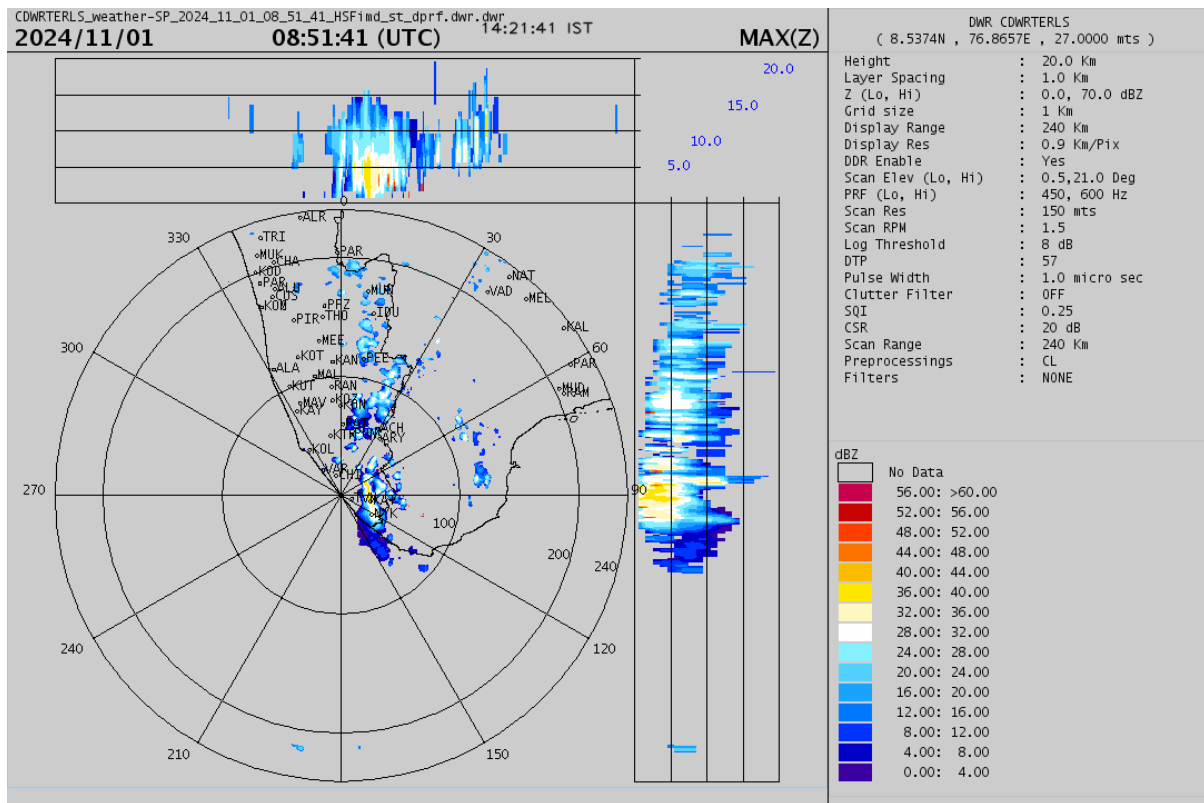 CDWRTERLS_weather-SP_2024_11_01_08_51_41_HSFimd_st_dprf.dwr.dwr
14:21:41 IST
2024/11/01 08:51:41 (UTC) MAX(Z)
20.0
15.0
10.0
5.0
0
ALR
330
TRI
PAR
30
MUK
CHA
KOD
NAT
PAR
ALU
MUN
VAD
MEL
COS
KOM
PFZ
PIR
THO
IDU
KAL
MEE
300
60
KOT
KAN
PEE
PAR
ALA
MAL
KUT
RAN
MUD
RAM
MAV
KOZ
KAY
KON
ACH
KTR
ARY
KOL
VAR
CHI
270
90
100
200
240
240
120
210
150
DWR CDWRTERLS
( 8.5374N , 76.8657E , 27.0000 mts )
Height : 20.0 Km
Layer Spacing : 1.0 Km
Z (Lo, Hi) : 0.0, 70.0 dBZ
Grid size : 1 Km
Display Range : 240 Km
Display Res : 0.9 Km/Pix
DDR Enable : Yes
Scan Elev (Lo, Hi) : 0.5,21.0 Deg
PRF (Lo, Hi) : 450, 600 Hz
Scan Res : 150 mts
Scan RPM : 1.5
Log Threshold : 8 dB
DTP : 57
Pulse Width : 1.0 micro sec
Clutter Filter : OFF
SQI : 0.25
CSR : 20 dB
Scan Range : 240 Km
Preprocessings : CL
Filters : NONE
dBZ
No Data
56.00: >60.00
52.00: 56.00
48.00: 52.00
44.00: 48.00
40.00: 44.00
36.00: 40.00
32.00: 36.00
28.00: 32.00
24.00: 28.00
20.00: 24.00
16.00: 20.00
12.00: 16.00
8.00: 12.00
4.00: 8.00
0.00: 4.00